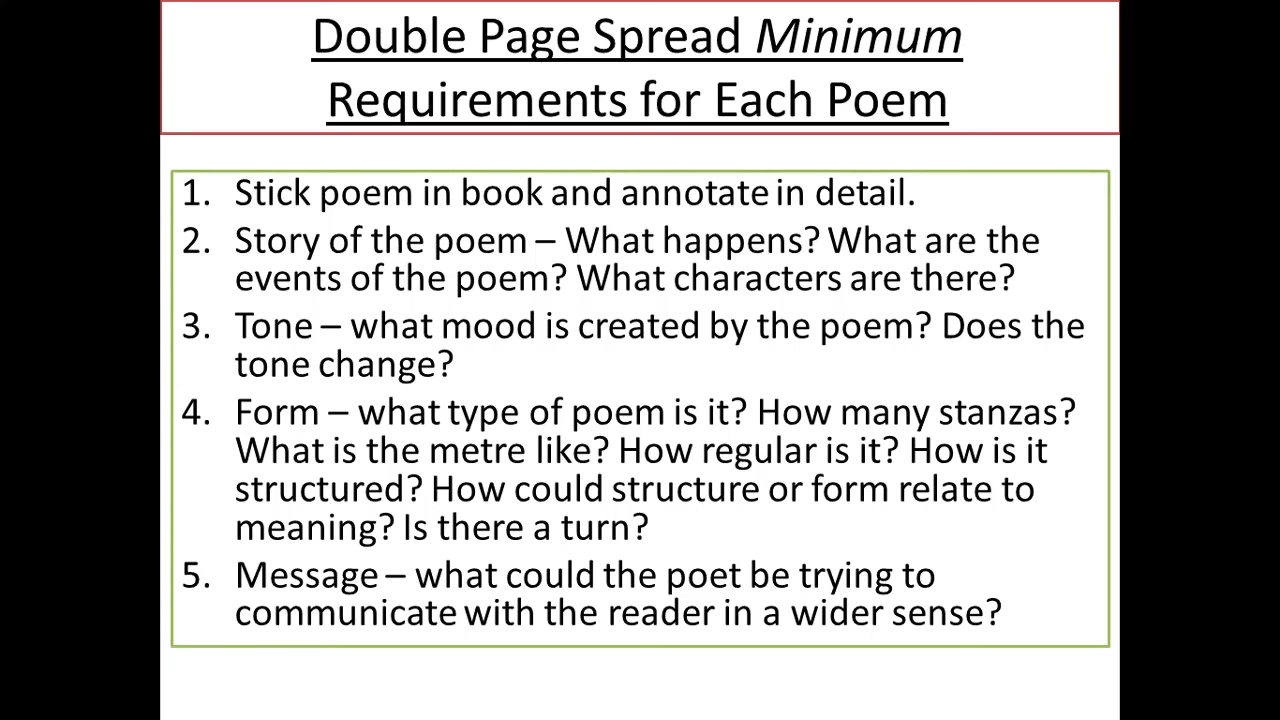 Double Page Spread Minimum
Requirements for Each Poem
1. Stick poem in book and annotate in detail.
2. Story of the poem – What happens? What are the
events of the poem? What characters are there?
3. Tone – what mood is created by the poem? Does the
tone change?
4. Form – what type of poem is it? How many stanzas?
What is the metre like? How regular is it? How is it
structured? How could structure or form relate to
meaning? Is there a turn?
5. Message – what could the poet be trying to
communicate with the reader in a wider sense?